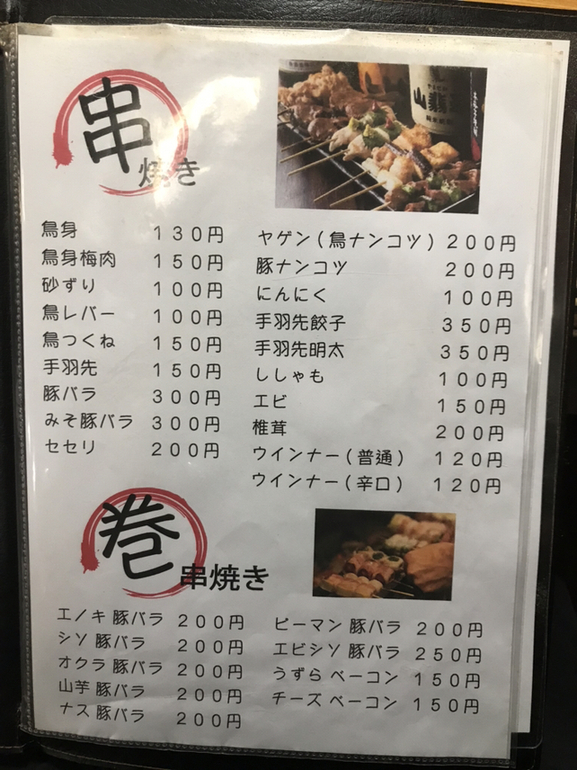 串
焼き
鳥身 130円
鳥身梅肉 150円
砂ずり 100円
鳥レバー 100円
鳥つくね 150円
手羽先 150円
豚バラ 300円
みそ豚バラ 300円
セセリ 200円
ヤゲン(鳥ナンコツ) 200円
豚ナンコツ 200円
にんにく 100円
手羽先餃子 350円
手羽先明太 350円
ししゃも 100円
エビ 150円
椎茸 200円
ウインナー(普通) 120円
ウインナー(辛口) 120円
巻
串焼き
エノキ豚バラ 200円
シソ豚バラ 200円
オクラ豚バラ 200円
山芋豚バラ 200円
ナス豚バラ 200円
ピーマン豚バラ 200円
エビシソ豚バラ 250円
うずらベーコン 150円
チーズベーコン 150円